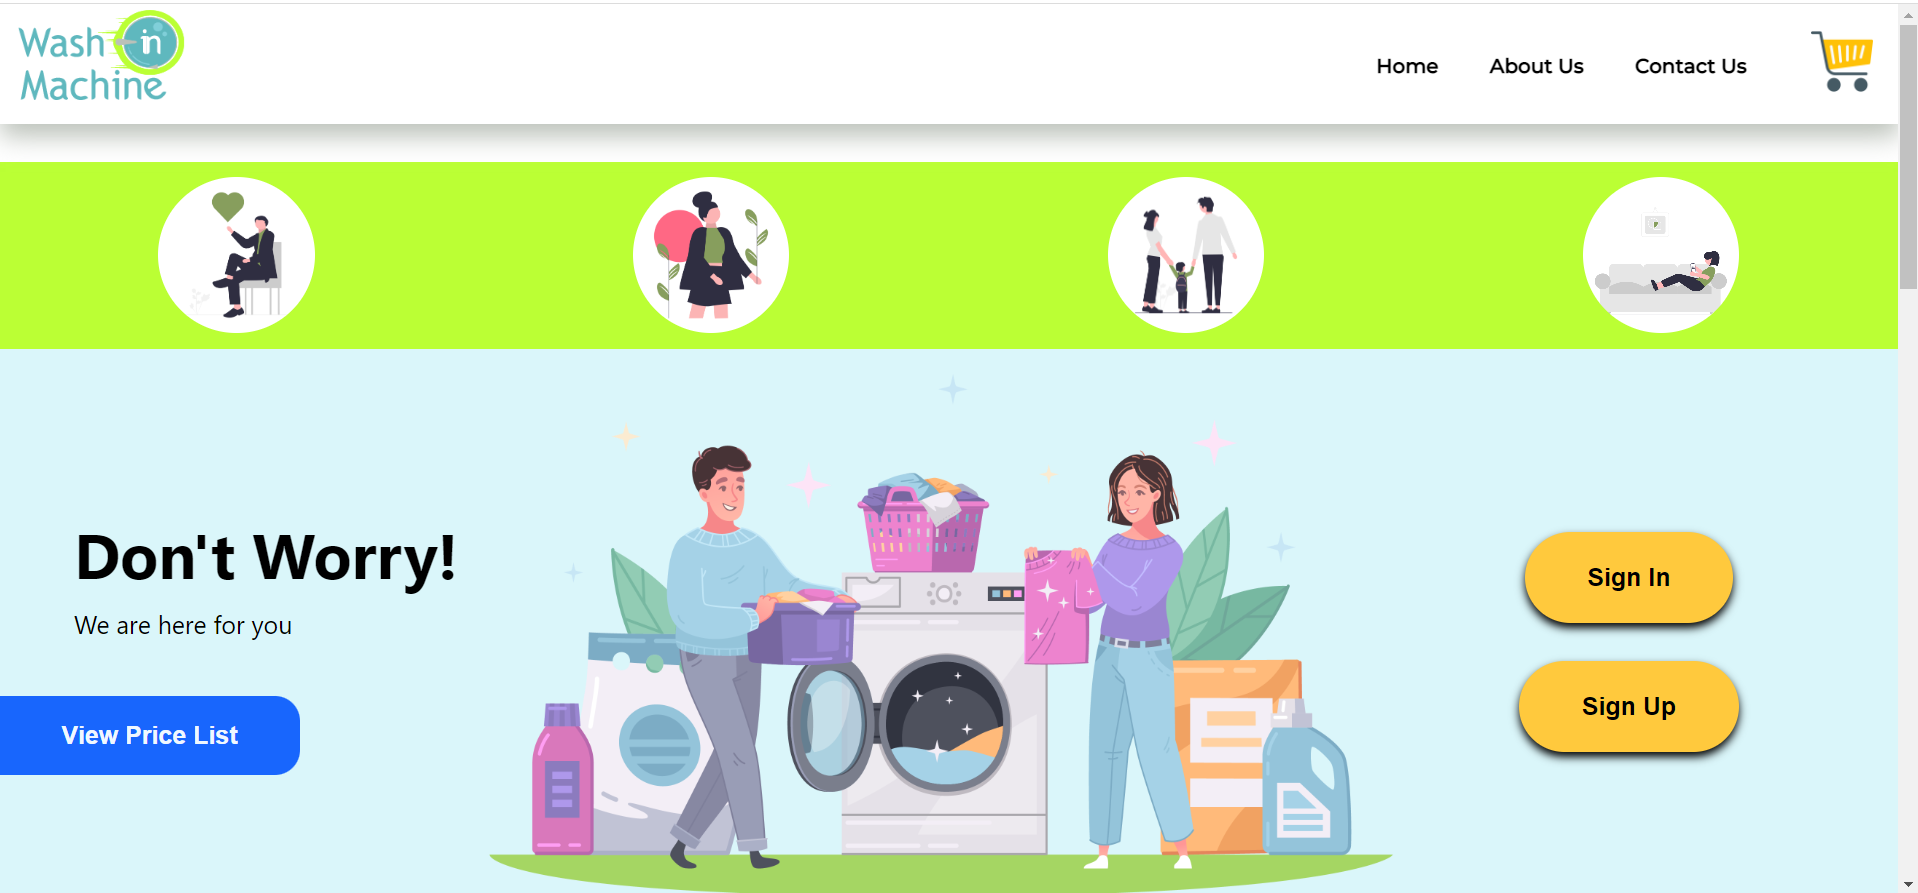 Wash in
Machine
Home
About Us
Contact Us
Don't Worry!
We are here for you
View Price List
Sign In
Sign Up